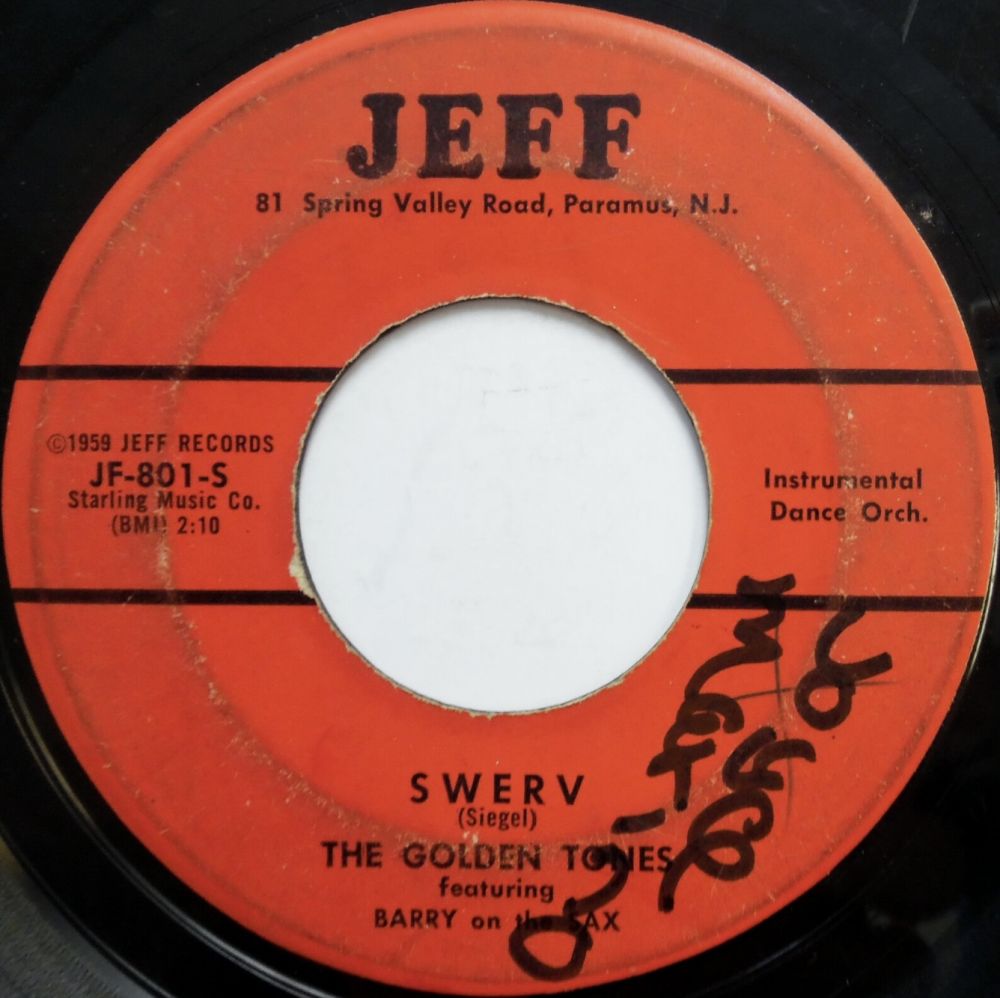 JEFF
81 Spring Valley Road, Paramus, N.J.
©1959 JEFF RECORDS
JF-801-S
Starling Music Co.
(BMI) 2:10
Instrumental
Dance Orch.
SWERV
(Siegel)
THE GOLDEN TONES
featuring
BARRY on the SAX